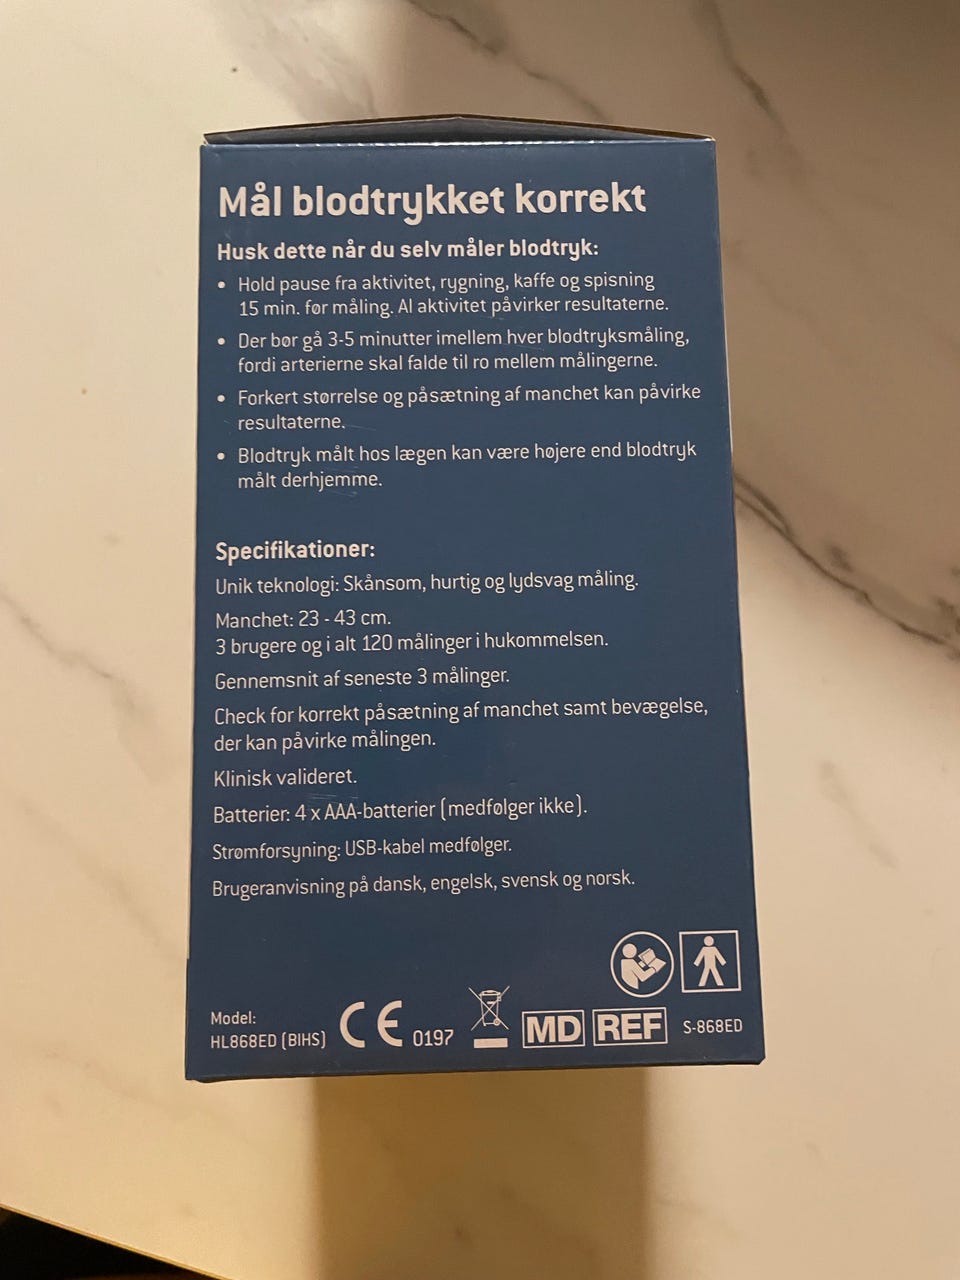 Mål blodtrykket korrekt
Husk dette når du selv måler blodtryk:
• Hold pause fra aktivitet, rygning, kaffe og spisning
15 min. før måling. Al aktivitet påvirker resultaterne.
• Der bør gå 3-5 minutter imellem hver blodtryksmåling,
fordi arterierne skal falde til ro mellem målingerne.
• Forkert størrelse og påsætning af manchet kan påvirke
resultaterne.
• Blodtryk målt hos lægen kan være højere end blodtryk
målt derhjemme.
Specifikationer:
Unik teknologi: Skånsom, hurtig og lydsvag måling.
Manchet: 23 - 43 cm.
3 brugere og i alt 120 målinger i hukommelsen.
Gennemsnit af seneste 3 målinger.
Check for korrekt påsætning af manchet samt bevægelse,
der kan påvirke målingen.
Klinisk valideret.
Batterier: 4 x AAA-batterier (medfølger ikke).
Strømforsyning: USB-kabel medfølger.
Brugeranvisning på dansk, engelsk, svensk og norsk.
Model:
HL868ED (BIHS) CE 0197 MD REF S-868ED